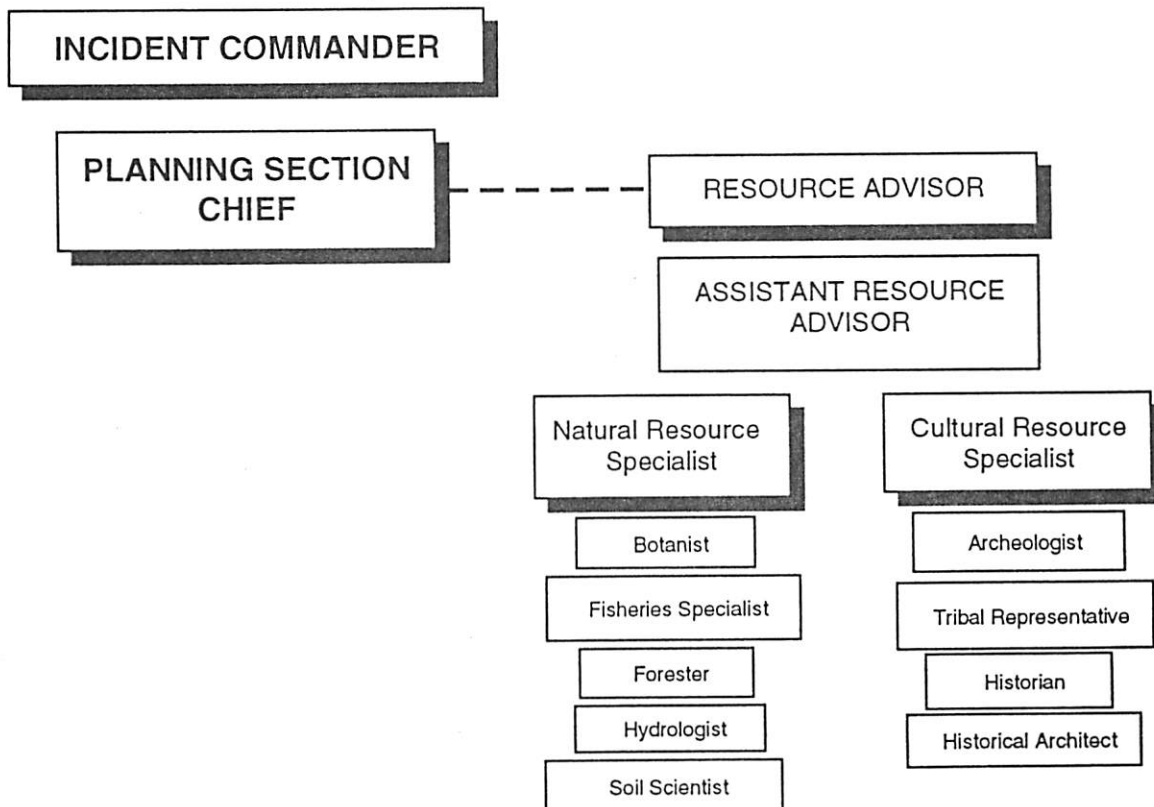 INCIDENT COMMANDER
PLANNING SECTION
CHIEF
RESOURCE ADVISOR
ASSISTANT RESOURCE
ADVISOR
Natural Resource
Specialist
Botanist
Fisheries Specialist
Forester
Hydrologist
Soil Scientist
Cultural Resource
Specialist
Archeologist
Tribal Representative
Historian
Historical Architect